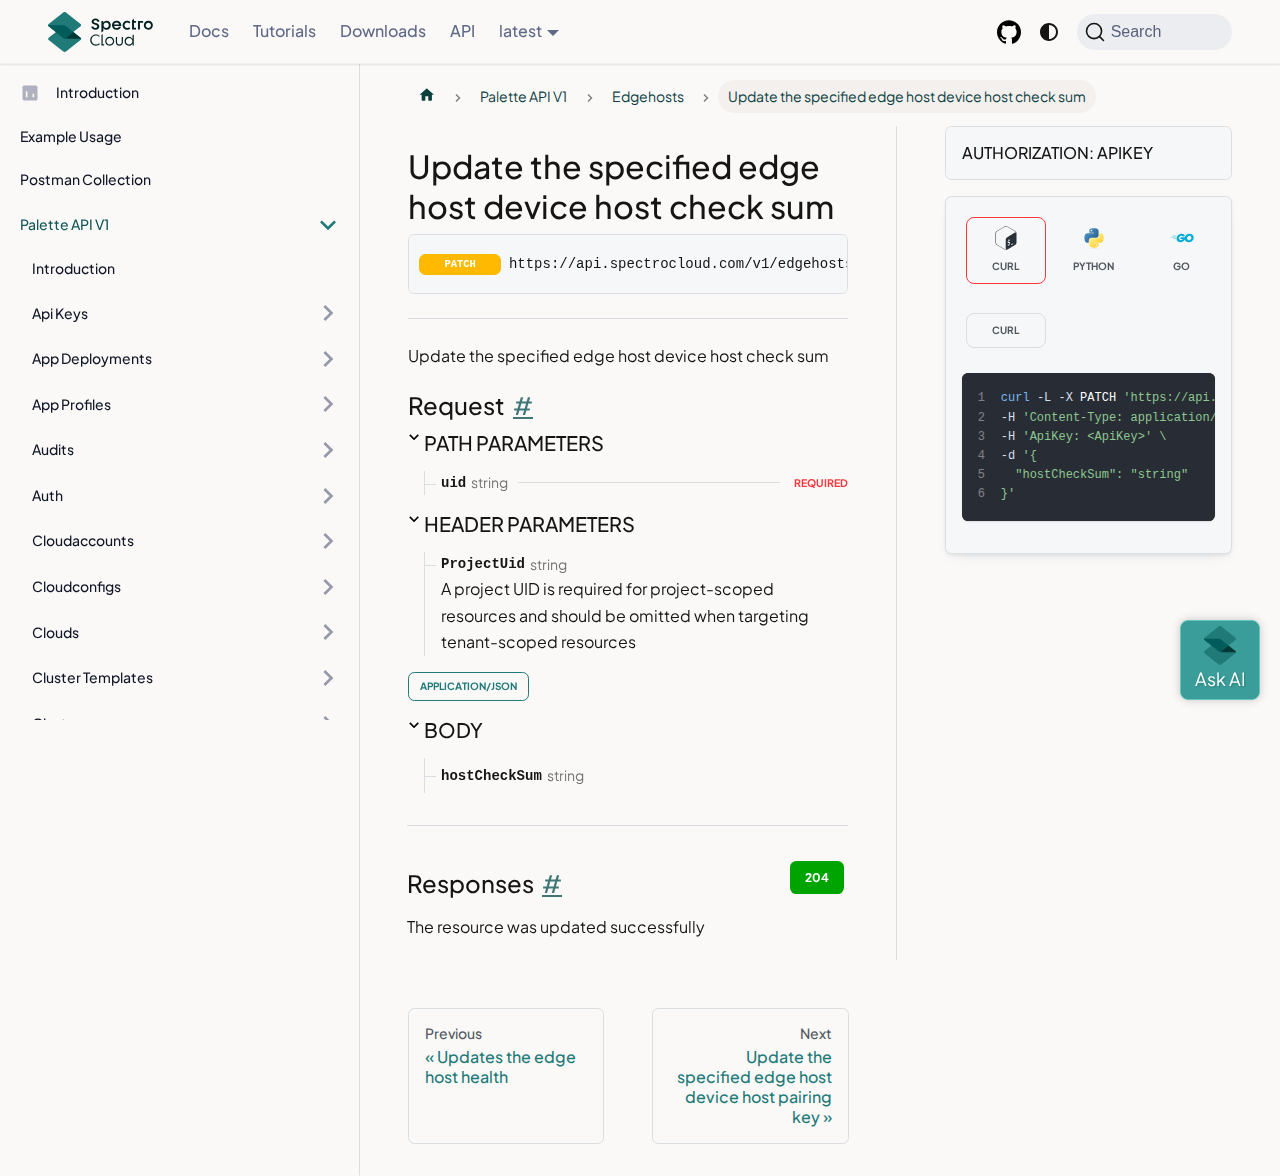 Spectro
Cloud
Docs
Tutorials
Downloads
API
latest
Search
Introduction
Example Usage
Postman Collection
Palette API V1
Introduction
Api Keys
App Deployments
App Profiles
Audits
Auth
Cloudaccounts
Cloudconfigs
Clouds
Cluster Templates
Palette API V1
Edgehosts
Update the specified edge host device host check sum
Update the specified edge
host device host check sum
PATCH https://api.spectrocloud.com/v1/edgehosts
Update the specified edge host device host check sum
Request #
PATH PARAMETERS
uid string REQUIRED
HEADER PARAMETERS
ProjectUid string
A project UID is required for project-scoped
resources and should be omitted when targeting
tenant-scoped resources
APPLICATION/JSON
BODY
hostCheckSum string
Responses #
204
The resource was updated successfully
Previous
« Updates the edge
host health
Next
Update the
specified edge host
device host pairing
key »
AUTHORIZATION: APIKEY
CURL
PYTHON
GO
CURL
1 curl -L -X PATCH 'https://api.
2 -H 'Content-Type: application/
3 -H 'ApiKey: <ApiKey>' \
4 -d '{
5 "hostCheckSum": "string"
6 }'
Ask AI